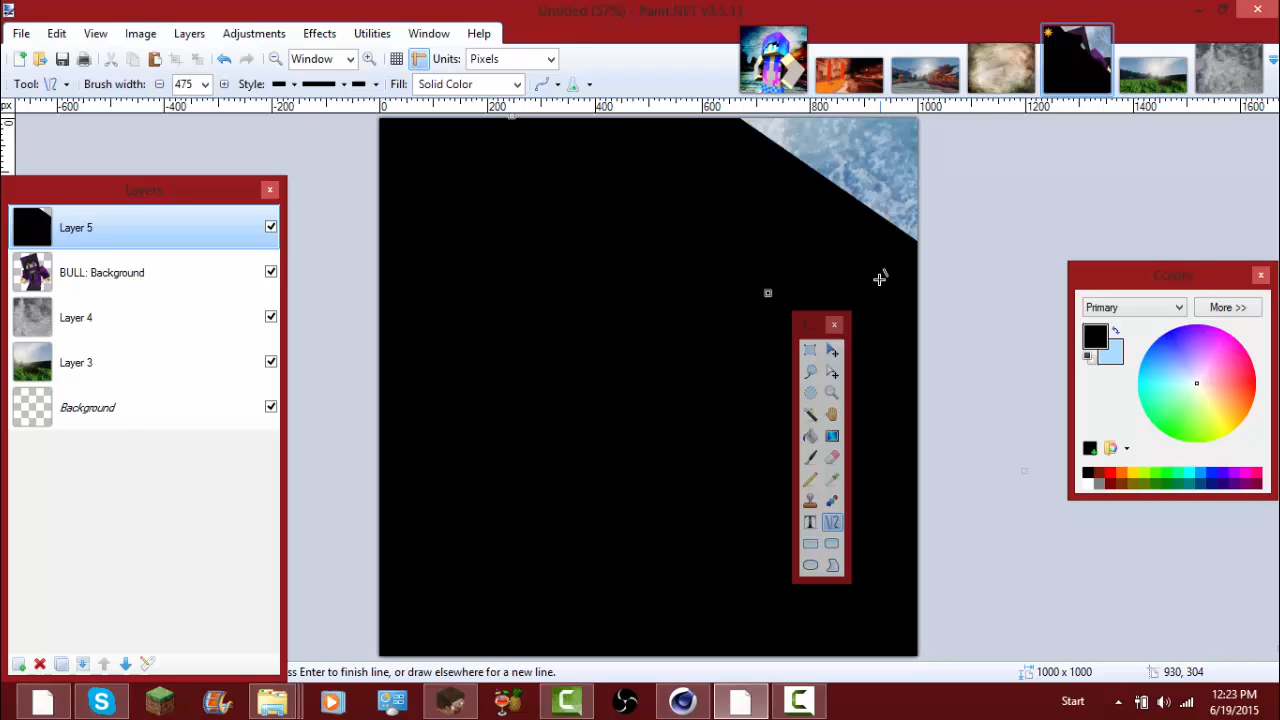 Untitled (37%) - Paint.NET v3.5.11
File Edit View Image Layers Adjustments Effects Utilities Window Help
Window Units: Pixels
Tool: Brush width: 475 Style: Fill: Solid Color
px -600 -400 -200 0 200 400 600 800 1000 1200 1400 1600
0
Layers
Layer 5
BULL: Background
Layer 4
Layer 3
Background
Colors
Primary More >>
ss Enter to finish line, or draw elsewhere for a new line. 1000 x 1000 930, 304
Start
12:23 PM
6/19/2015